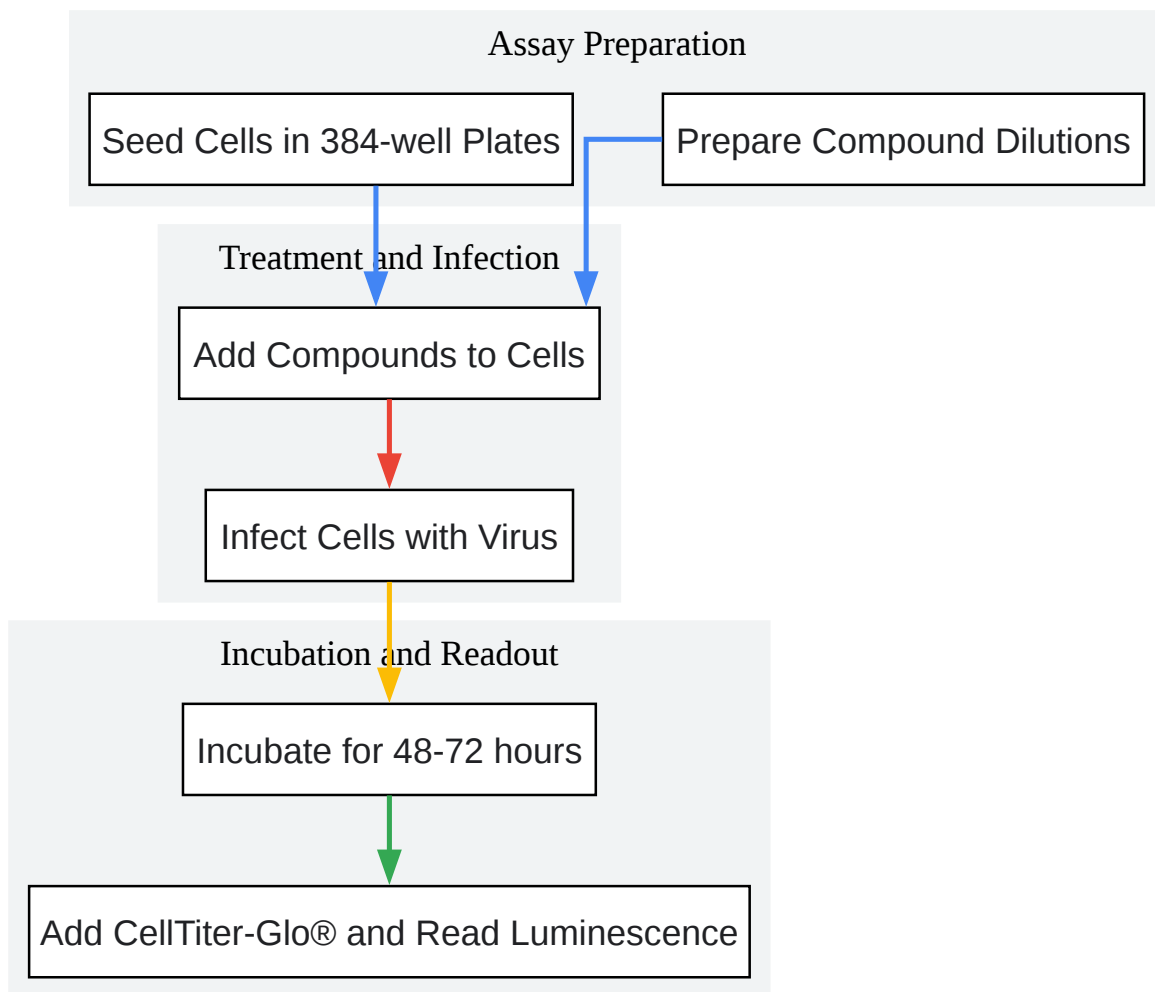 Assay Preparation
Seed Cells in 384-well Plates
Prepare Compound Dilutions
Treatment and Infection
Add Compounds to Cells
Infect Cells with Virus
Incubation and Readout
Incubate for 48-72 hours
Add CellTiter-Glo® and Read Luminescence